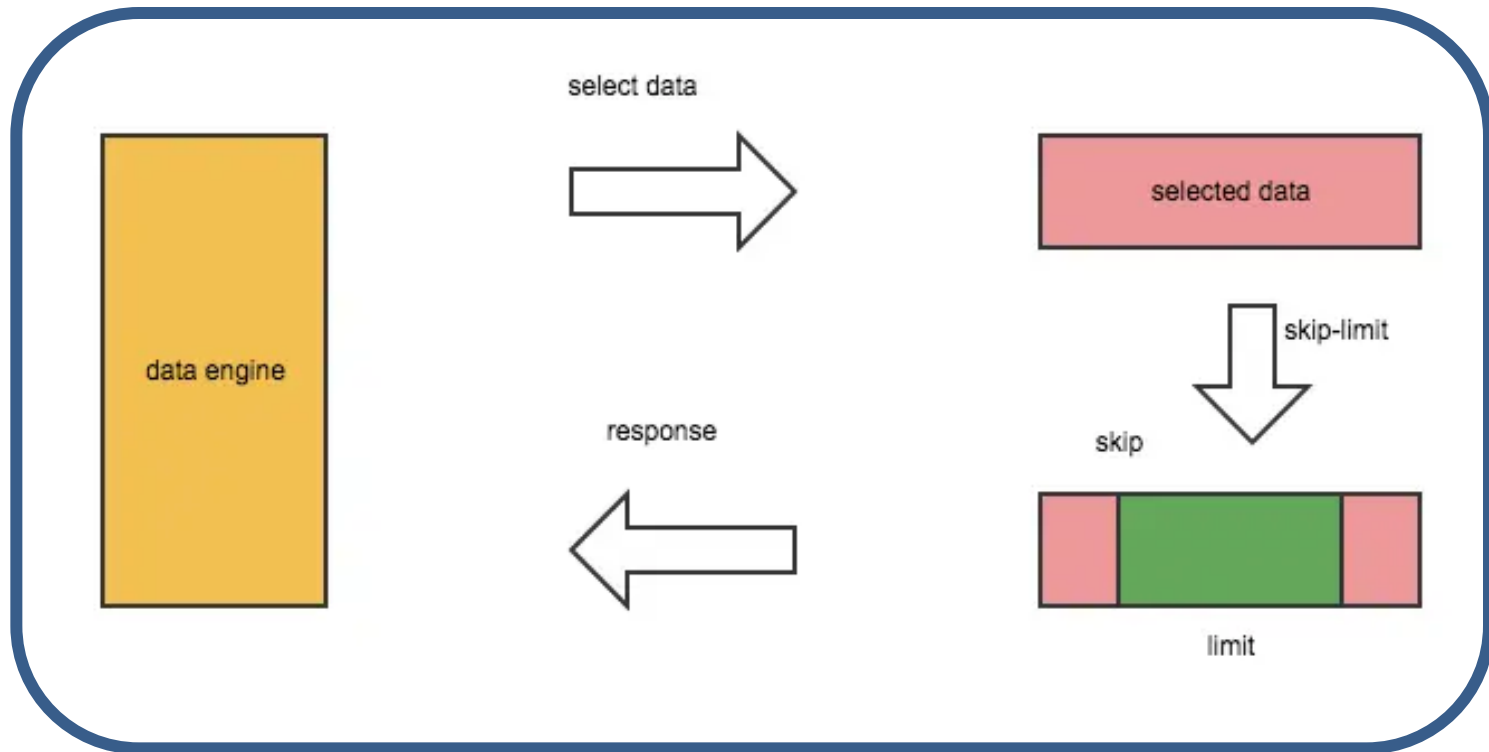 select data
selected data
skip-limit
data engine
response
skip
limit